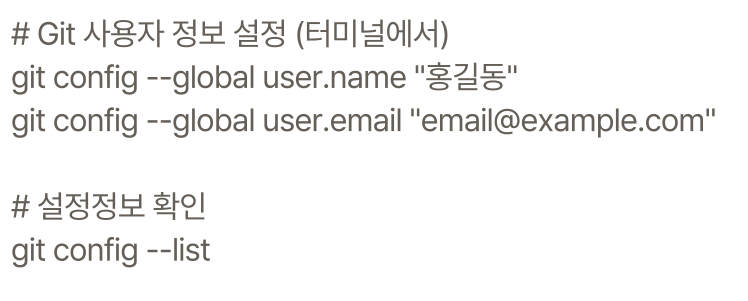 # Git 사용자 정보 설정 (터미널에서)
git config --global user.name "홍길동"
git config --global user.email "email@example.com"
# 설정정보 확인
git config --list